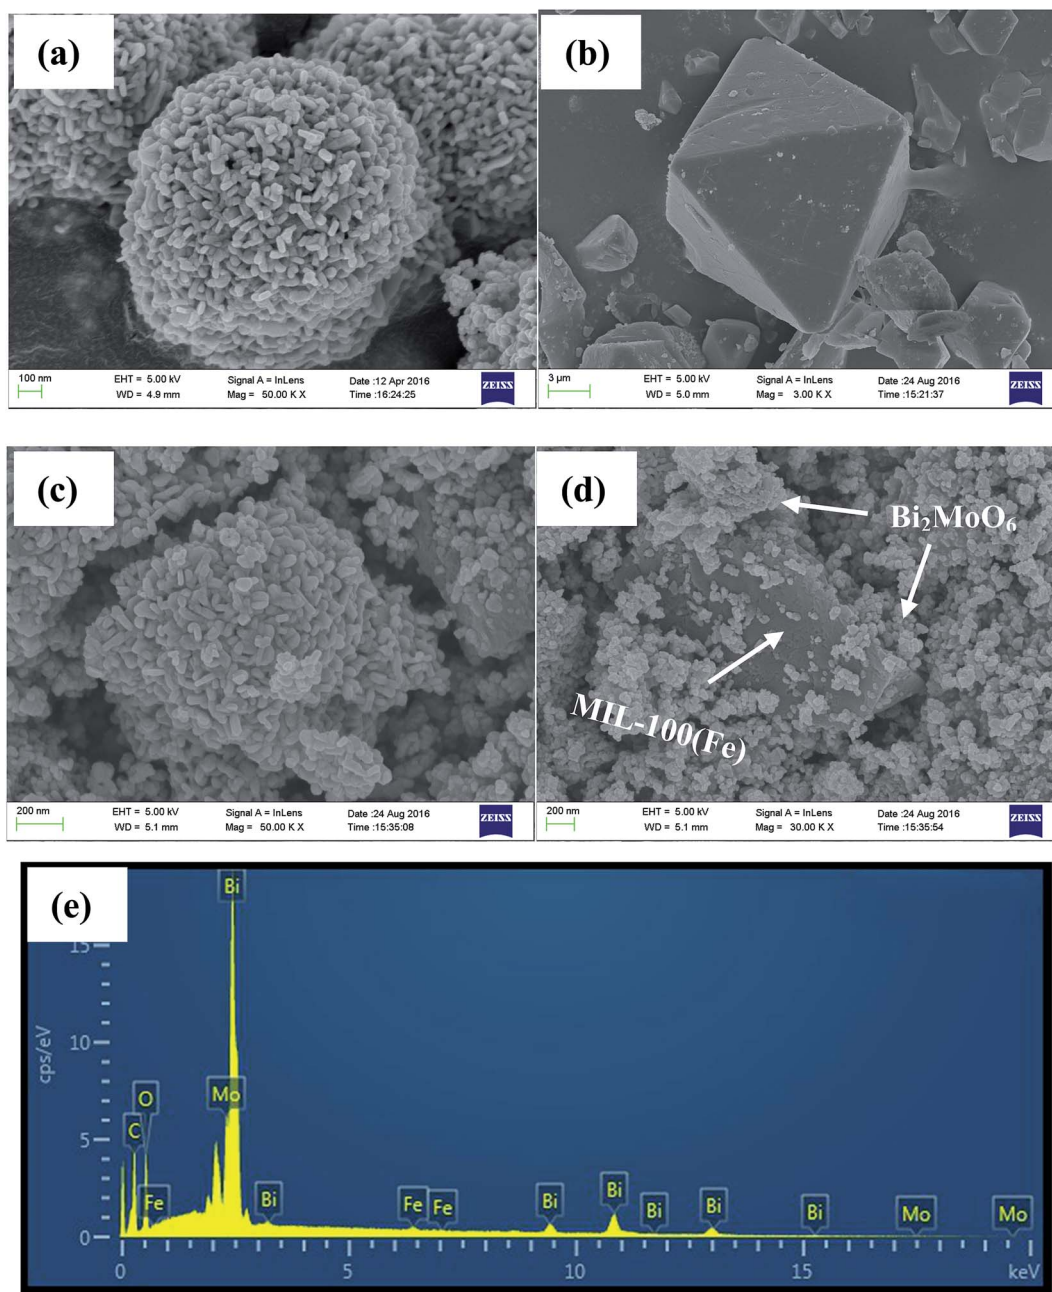 (a)
100 nm EHT = 5.00 kV Signal A = InLens Date :12 Apr 2016 ZEISS
WD = 4.9 mm Mag = 50.00 K X Time :16:24:25
(b)
3 µm EHT = 5.00 kV Signal A = InLens Date :24 Aug 2016 ZEISS
WD = 5.0 mm Mag = 3.00 K X Time :15:21:37
(c)
200 nm EHT = 5.00 kV Signal A = InLens Date :24 Aug 2016 ZEISS
WD = 5.1 mm Mag = 50.00 K X Time :15:35:08
(d)
Bi₂MoO₆
MIL-100(Fe)
200 nm EHT = 5.00 kV Signal A = InLens Date :24 Aug 2016 ZEISS
WD = 5.1 mm Mag = 30.00 K X Time :15:35:54
(e)
Bi
15
cps/eV
10
O
Mo
C
5
Fe
Bi
Fe
Fe
Bi
Bi
Bi
Bi
Bi
Mo
Mo
0
0 5 10 15 keV